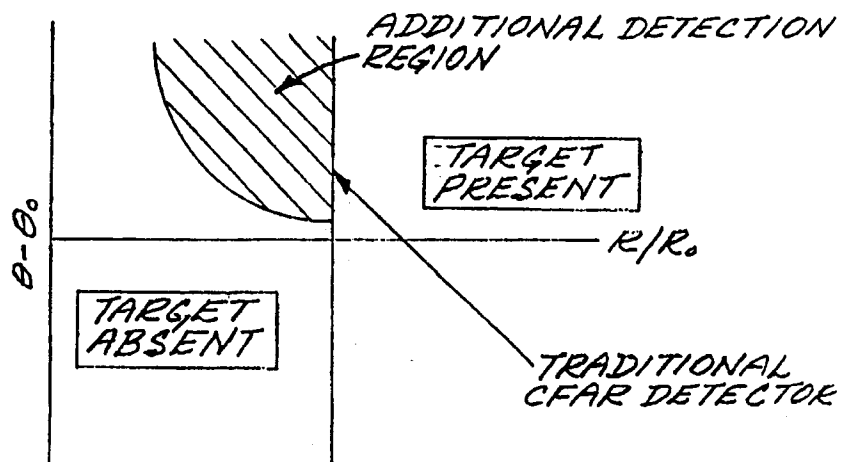 ADDITIONAL DETECTION
REGION
TARGET
PRESENT
θ-θ₀
R/R₀
TARGET
ABSENT
TRADITIONAL
CFAR DETECTOR